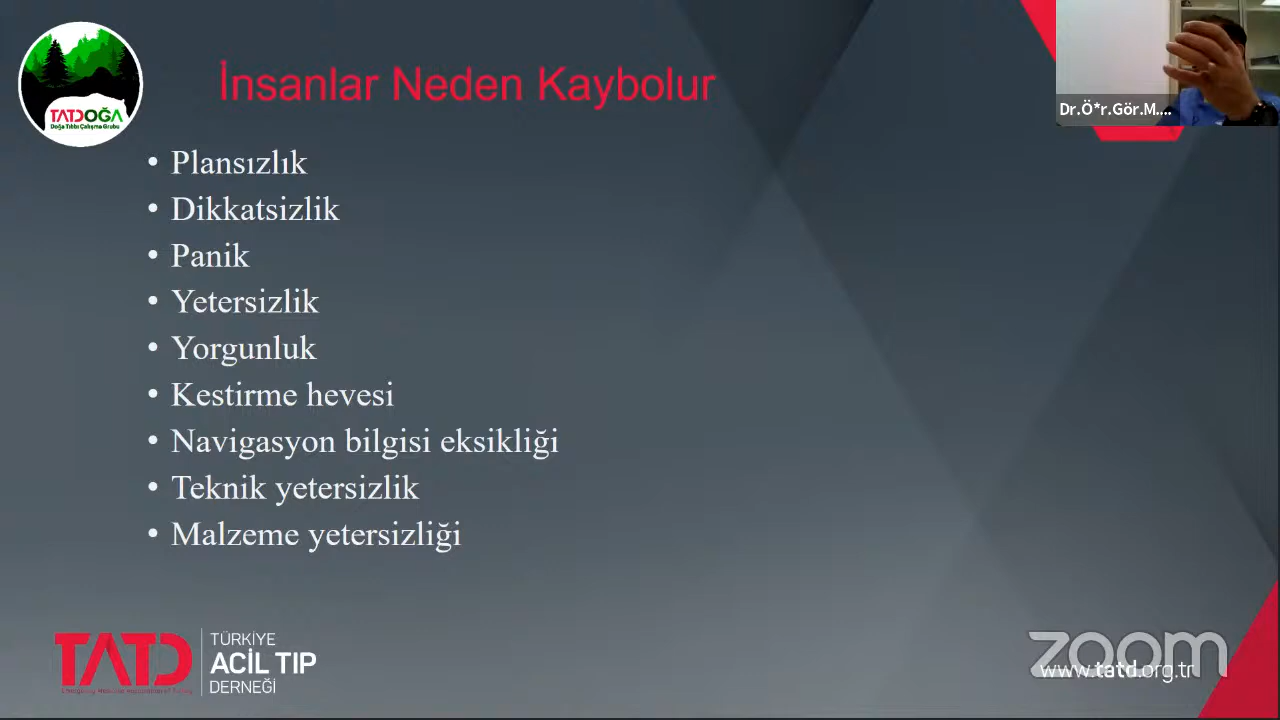 İnsanlar Neden Kaybolur
TATDOĞA
Doğa Tıbbı Çalışma Grubu
Dr.Ö*r.Gör.M....
• Plansızlık
• Dikkatsizlik
• Panik
• Yetersizlik
• Yorgunluk
• Kestirme hevesi
• Navigasyon bilgisi eksikliği
• Teknik yetersizlik
• Malzeme yetersizliği
TATD
TÜRKİYE
ACİL TIP
DERNEĞİ
zoom
www.tatd.org.tr